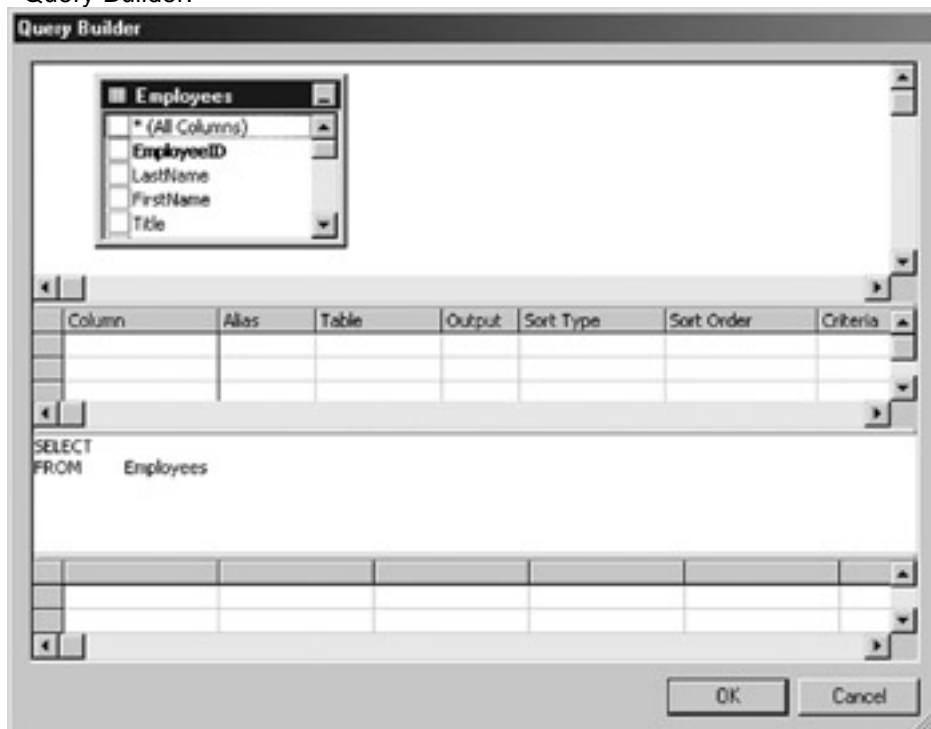 Query Builder.
Query Builder
Employees
* (All Columns)
EmployeeID
LastName
FirstName
Title
Column Alias Table Output Sort Type Sort Order Criteria
SELECT
FROM Employees
OK Cancel